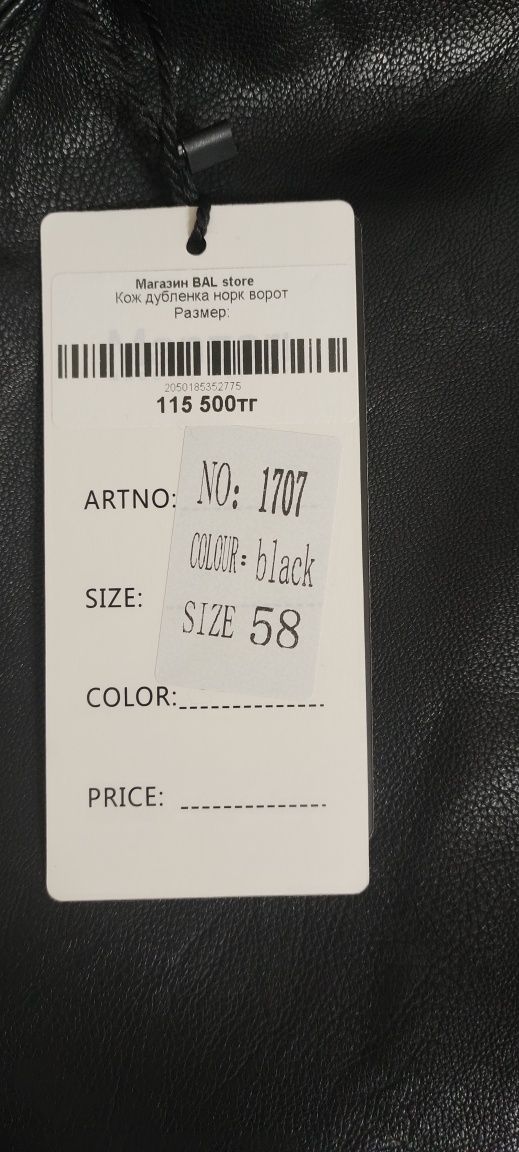 Магазин BAL store
Кож дубленка норк ворот
Размер:
2050185352775
115 500тг
ARTNO:
NO: 1707
COLOUR: black
SIZE:
SIZE 58
COLOR:
PRICE: